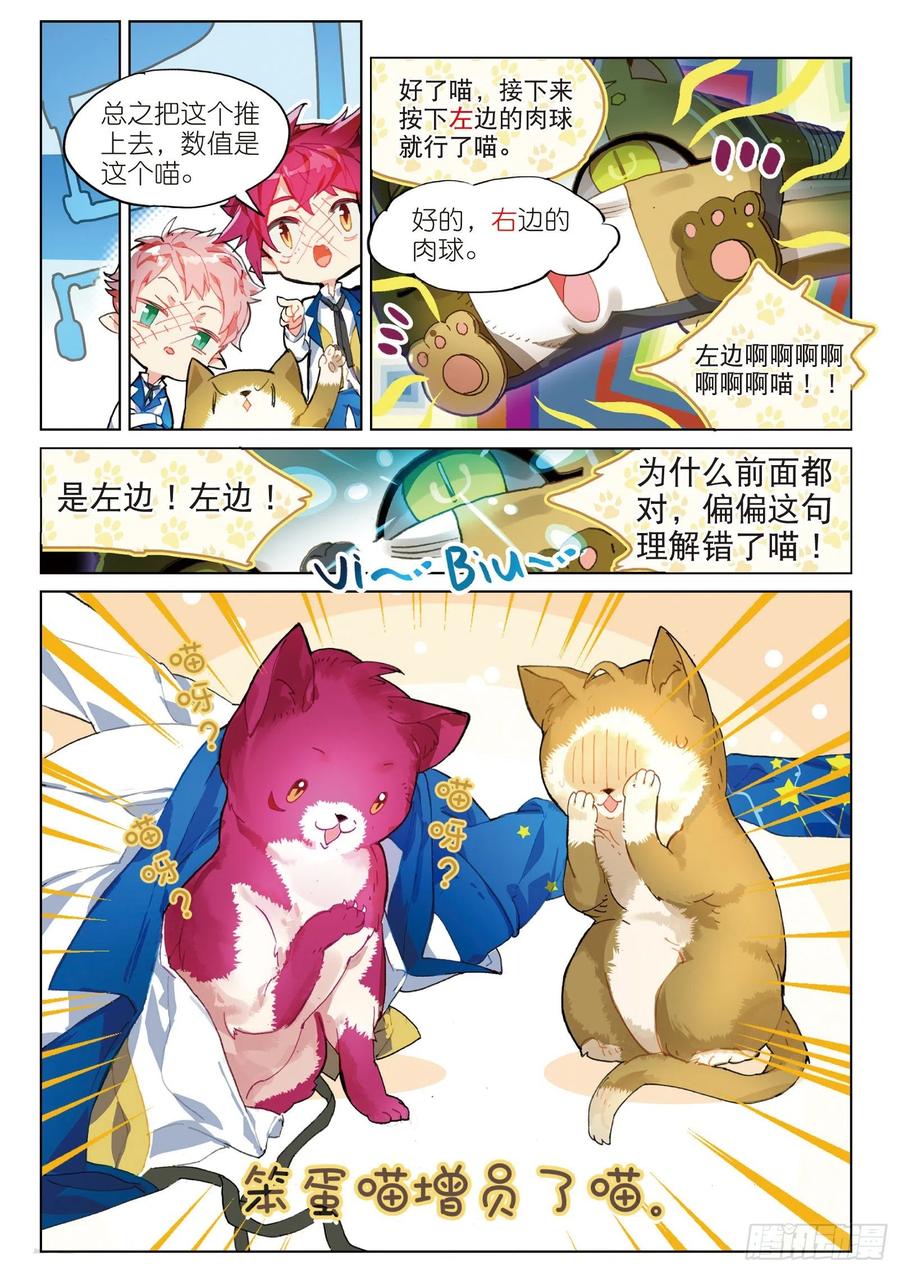 总之把这个推
上去，数值是
这个喵。
好了喵，接下来
按下左边的肉球
就行了喵。
好的，右边的
肉球。
左边啊啊啊啊
啊啊啊喵！！
是左边！左边！
为什么前面都
对，偏偏这句
理解错了喵！
Vi～ Biu～
喵呀？
喵呀？
喵呀？
笨蛋喵增员了喵。
腾讯动漫